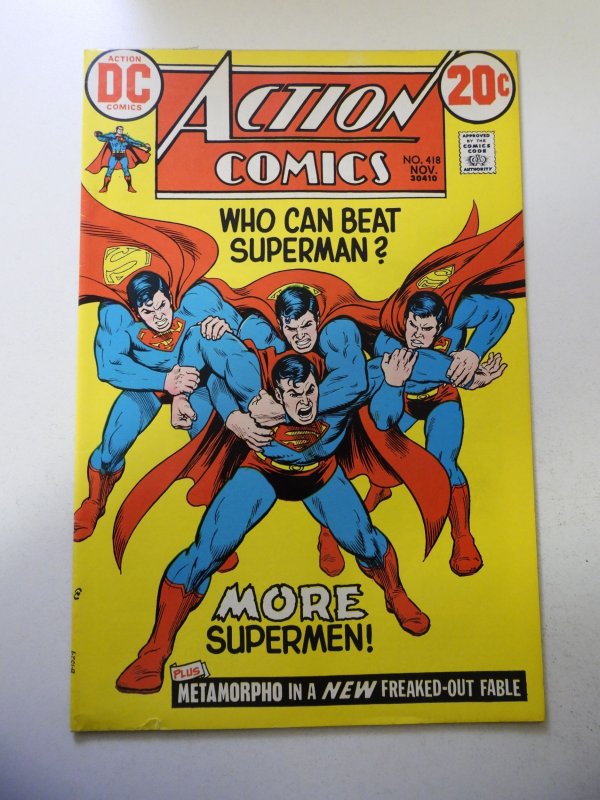 ACTION
DC
COMICS
ACTION
COMICS
20¢
NO. 418
NOV.
30410
APPROVED
BY THE
COMICS
CODE
AUTHORITY
WHO CAN BEAT
SUPERMAN?
MORE
SUPERMEN!
PLUS
METAMORPHO IN A NEW FREAKED-OUT FABLE